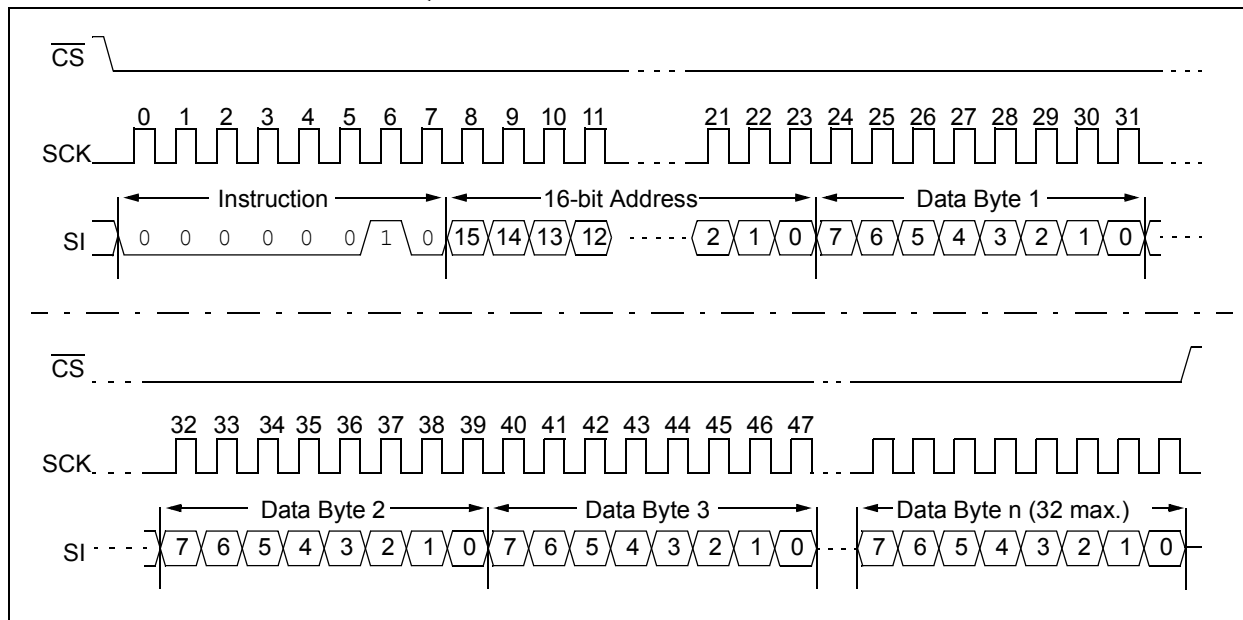 CS
0 1 2 3 4 5 6 7 8 9 10 11 21 22 23 24 25 26 27 28 29 30 31
SCK
Instruction 16-bit Address Data Byte 1
SI 0 0 0 0 0 0 1 0 15 14 13 12 2 1 0 7 6 5 4 3 2 1 0
CS
32 33 34 35 36 37 38 39 40 41 42 43 44 45 46 47
SCK
Data Byte 2 Data Byte 3 Data Byte n (32 max.)
SI 7 6 5 4 3 2 1 0 7 6 5 4 3 2 1 0 7 6 5 4 3 2 1 0